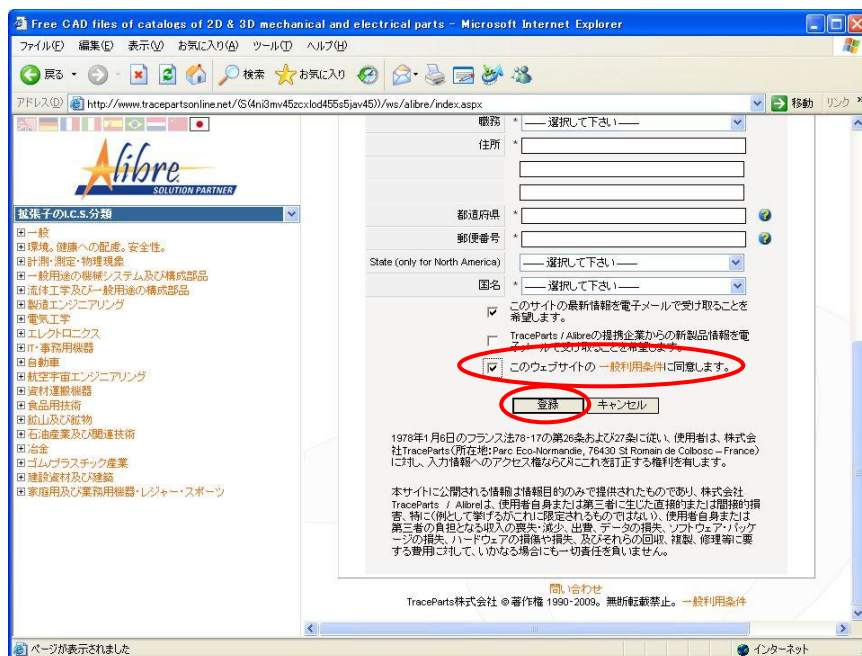 Free CAD files of catalogs of 2D & 3D mechanical and electrical parts - Microsoft Internet Explorer
ファイル(F) 編集(E) 表示(V) お気に入り(A) ツール(T) ヘルプ(H)
戻る 検索 お気に入り
アドレス(D) http://www.tracepartsonline.net/(S(4ni3mv45zcxlod455s5jav45))/ws/alibre/index.aspx 移動 リンク »
Alibre
SOLUTION PARTNER
拡張子のI.C.S.分類
一般
環境。健康への配慮。安全性。
計測・測定・物理現象
一般用途の機械システム及び構成部品
流体工学及び一般用途の構成部品
製造エンジニアリング
電気工学
エレクトロニクス
IT・事務用機器
自動車
航空宇宙エンジニアリング
資材運搬機器
食品用技術
鉱山及び鉱物
石油産業及び関連技術
冶金
ゴム/プラスチック産業
建設資材及び建築
家庭用及び業務用機器・レジャー・スポーツ
職務 * ―― 選択して下さい――
住所 *
都道府県 *
郵便番号 *
State (only for North America) ―― 選択して下さい――
国名 * ―― 選択して下さい――
このサイトの最新情報を電子メールで受け取ることを
希望します。
TraceParts / Alibreの提携企業からの新製品情報を電
子メールで受け取ることを希望します。
このウェブサイトの 一般利用条件に同意します。
登録 キャンセル
1978年1月6日のフランス法78-17の第26条および27条に従い、使用者は、株式会
社TraceParts(所在地:Parc Eco-Normandie, 76430 St Romain de Colbosc – France)
に対し、入力情報へのアクセス権ならびにこれを訂正する権利を有します。
本サイトに公開される情報は情報目的のみで提供されたものであり、株式会社
TraceParts / Alibreは、使用者自身または第三者に生じた直接的または間接的損
害、特に(例として挙げるがこれに限定されるものではない)、使用者自身または
第三者の負担となる収入の喪失・減少、出費、データの損失、ソフトウェア・パッケ
ージの損失、ハードウェアの損傷や損失、及びそれらの回収、複製、修理等に要
する費用に対して、いかなる場合にも一切責任を負いません。
問い合わせ
TraceParts株式会社 © 著作権 1990-2009。無断転載禁止。 一般利用条件
ページが表示されました インターネット